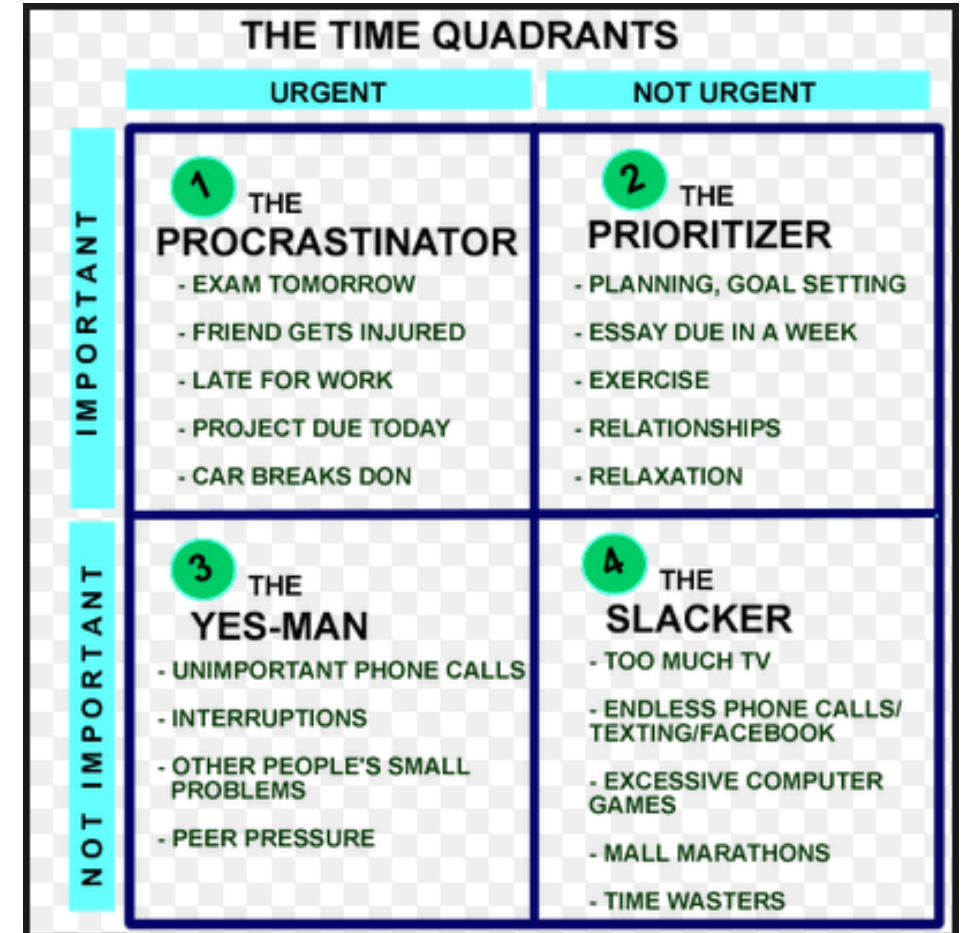 THE TIME QUADRANTS
URGENT
NOT URGENT
IMPORTANT
1
THE
PROCRASTINATOR
- EXAM TOMORROW
- FRIEND GETS INJURED
- LATE FOR WORK
- PROJECT DUE TODAY
- CAR BREAKS DON
2
THE
PRIORITIZER
- PLANNING, GOAL SETTING
- ESSAY DUE IN A WEEK
- EXERCISE
- RELATIONSHIPS
- RELAXATION
NOT IMPORTANT
3
THE
YES-MAN
- UNIMPORTANT PHONE CALLS
- INTERRUPTIONS
- OTHER PEOPLE'S SMALL
PROBLEMS
- PEER PRESSURE
4
THE
SLACKER
- TOO MUCH TV
- ENDLESS PHONE CALLS/
TEXTING/FACEBOOK
- EXCESSIVE COMPUTER
GAMES
- MALL MARATHONS
- TIME WASTERS